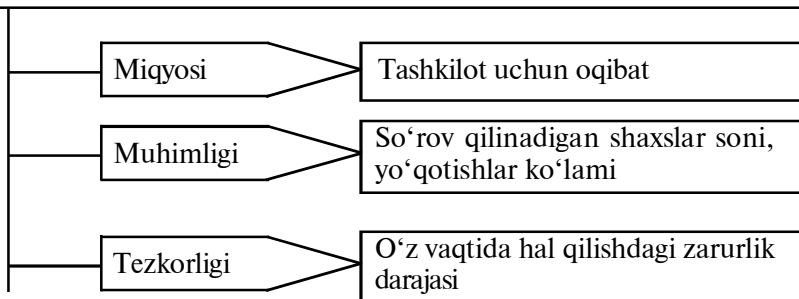 Miqyosi
Tashkilot uchun oqibat
Muhimligi
So‘rov qilinadigan shaxslar soni,
yo‘qotishlar ko‘lami
Tezkorligi
O‘z vaqtida hal qilishdagi zarurlik
darajasi